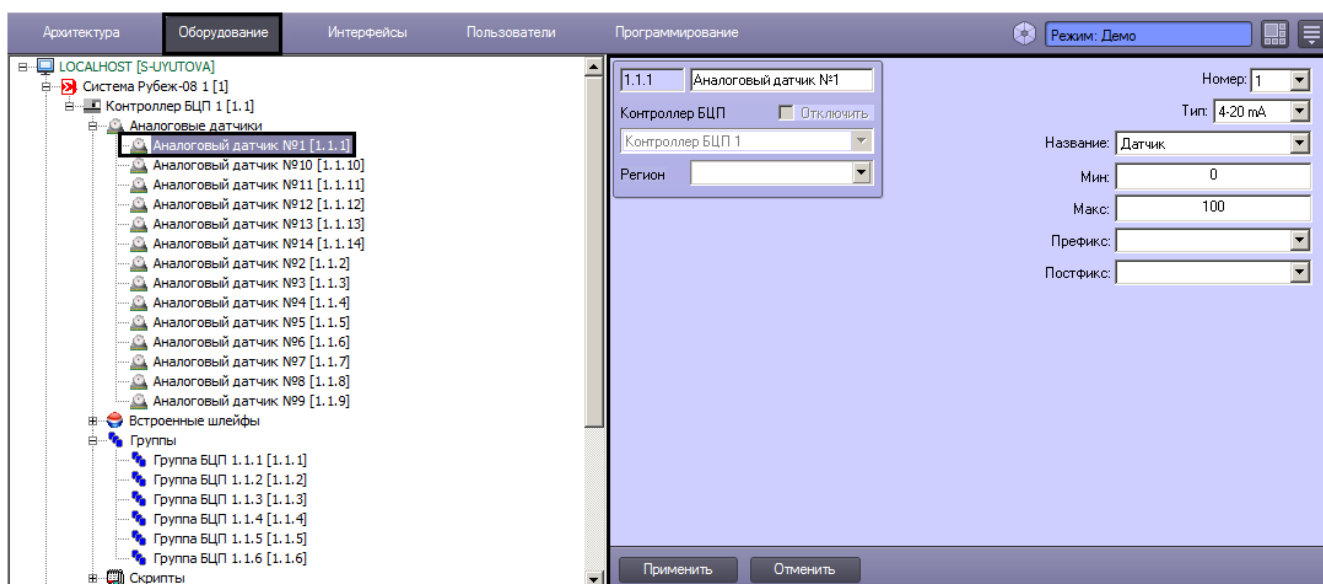 Архитектура
Оборудование
Интерфейсы
Пользователи
Программирование
Режим: Демо
LOCALHOST [S-UYUTOVA]
Система Рубеж-08 1 [1]
Контроллер БЦП 1 [1.1]
Аналоговые датчики
Аналоговый датчик №1 [1.1.1]
Аналоговый датчик №10 [1.1.10]
Аналоговый датчик №11 [1.1.11]
Аналоговый датчик №12 [1.1.12]
Аналоговый датчик №13 [1.1.13]
Аналоговый датчик №14 [1.1.14]
Аналоговый датчик №2 [1.1.2]
Аналоговый датчик №3 [1.1.3]
Аналоговый датчик №4 [1.1.4]
Аналоговый датчик №5 [1.1.5]
Аналоговый датчик №6 [1.1.6]
Аналоговый датчик №7 [1.1.7]
Аналоговый датчик №8 [1.1.8]
Аналоговый датчик №9 [1.1.9]
Встроенные шлейфы
Группы
Группа БЦП 1.1.1 [1.1.1]
Группа БЦП 1.1.2 [1.1.2]
Группа БЦП 1.1.3 [1.1.3]
Группа БЦП 1.1.4 [1.1.4]
Группа БЦП 1.1.5 [1.1.5]
Группа БЦП 1.1.6 [1.1.6]
Скрипты
1.1.1 Аналоговый датчик №1
Контроллер БЦП Отключить
Контроллер БЦП 1
Регион
Номер: 1
Тип: 4-20 mA
Название: Датчик
Мин: 0
Макс: 100
Префикс:
Постфикс:
Применить
Отменить